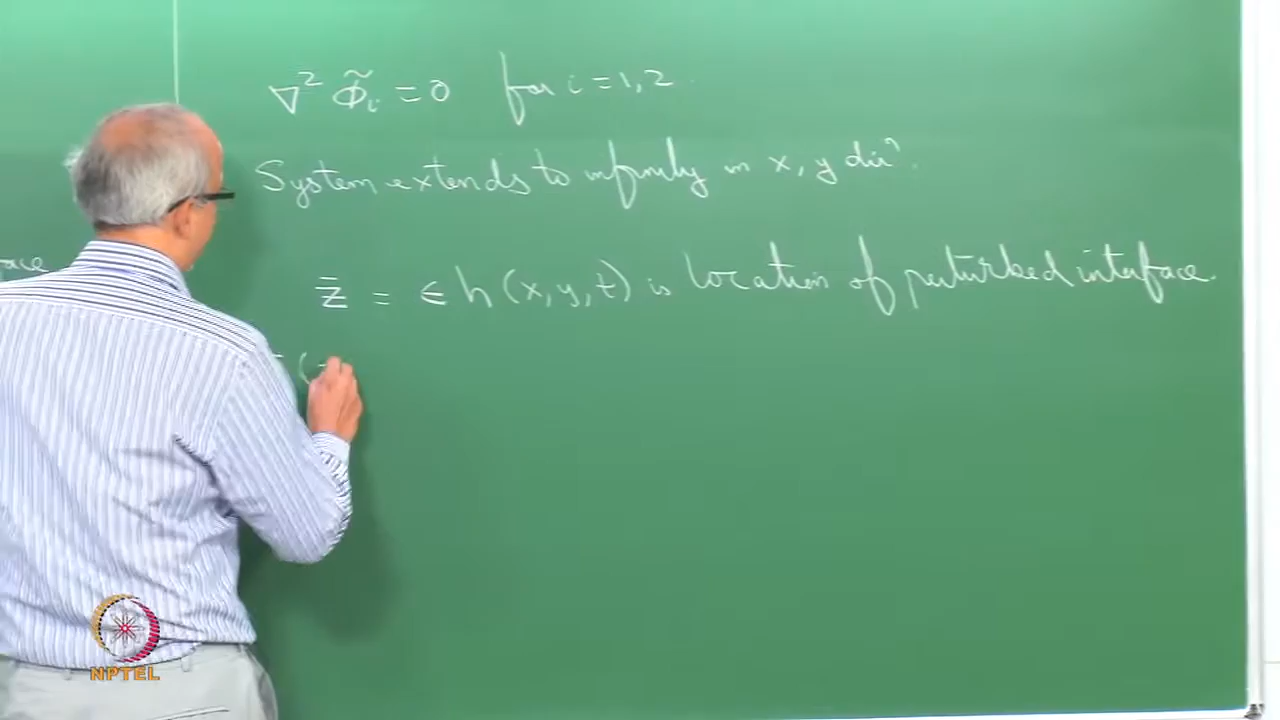 ∇² φ̃ᵢ = 0 for i = 1, 2
System extends to infinity in x, y dirⁿ.
z̄ = ∈ h (x, y, t) is location of perturbed interface.
NPTEL